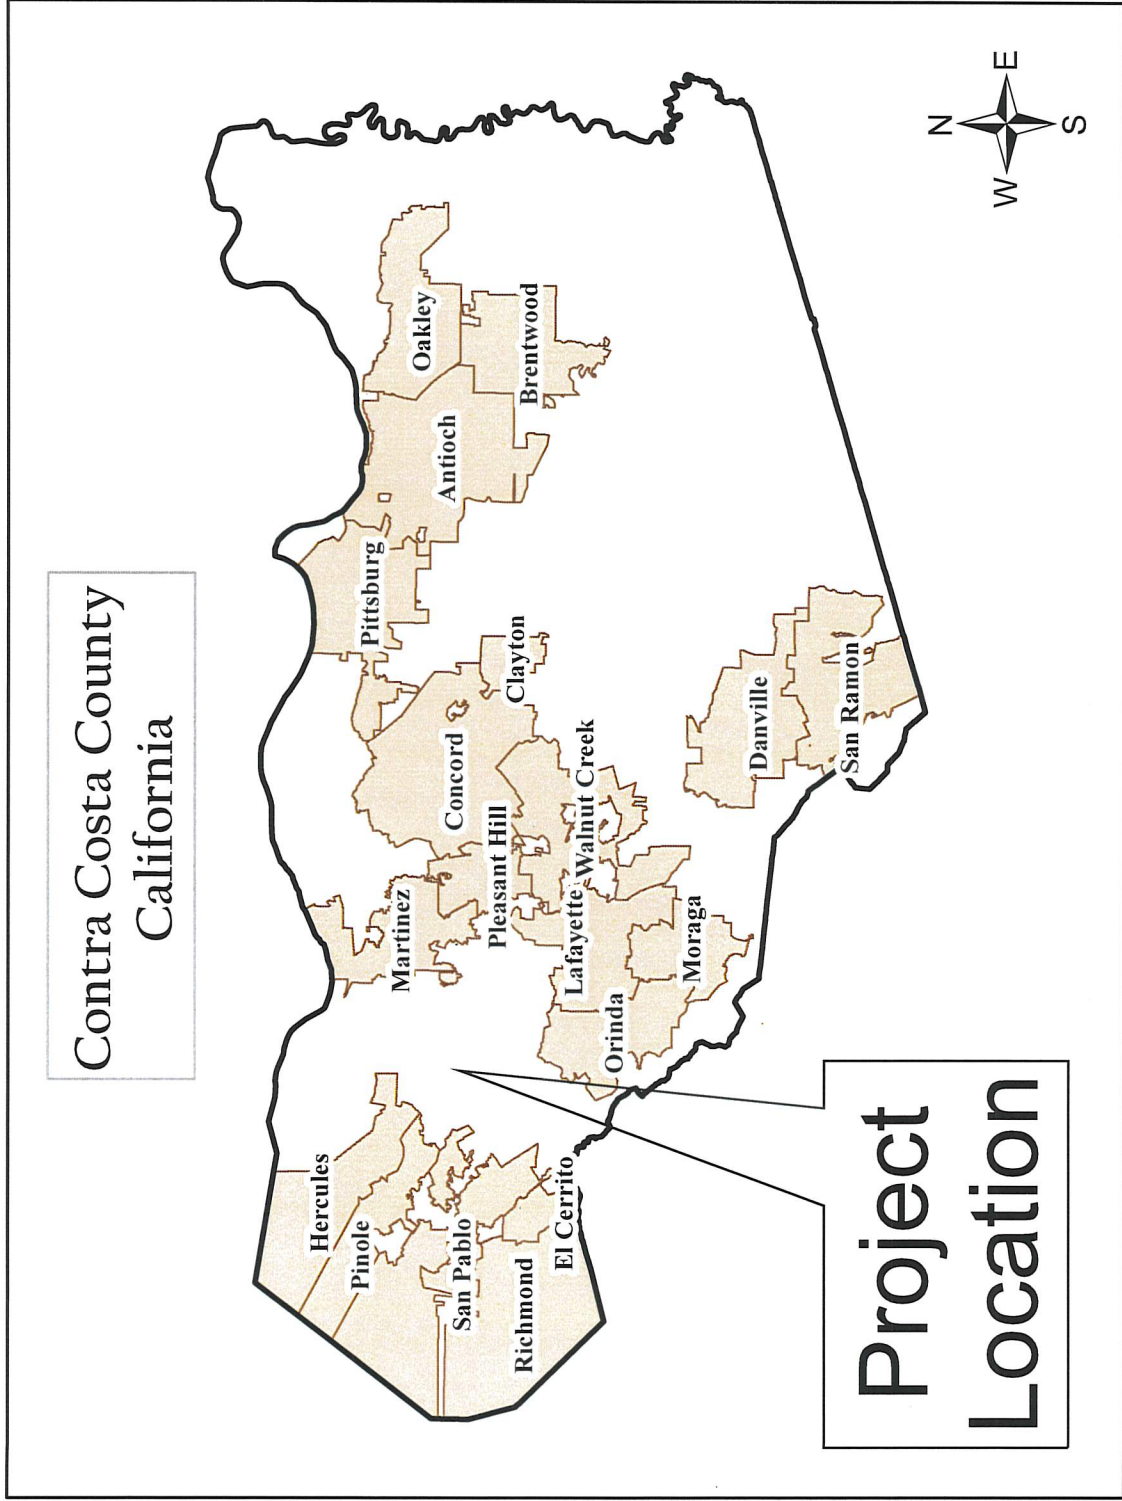 Contra Costa County
California
Hercules
Pinole
San Pablo
Richmond
El Cerrito
Martinez
Pleasant Hill
Concord
Clayton
Pittsburg
Antioch
Oakley
Brentwood
Lafayette
Walnut Creek
Orinda
Moraga
Danville
San Ramon
Project
Location
N
W
E
S